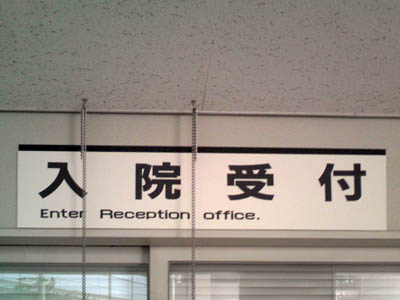 入院受付
Enter Reception office.